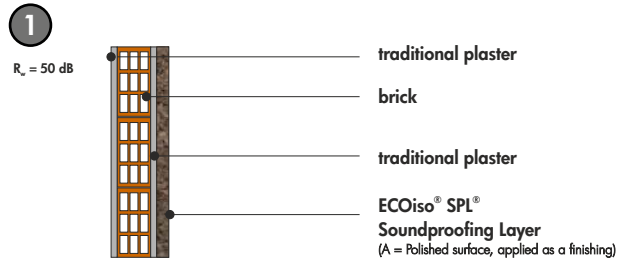 1
R_w = 50 dB
traditional plaster
brick
traditional plaster
ECOiso® SPL®
Soundproofing Layer
(A = Polished surface, applied as a finishing)